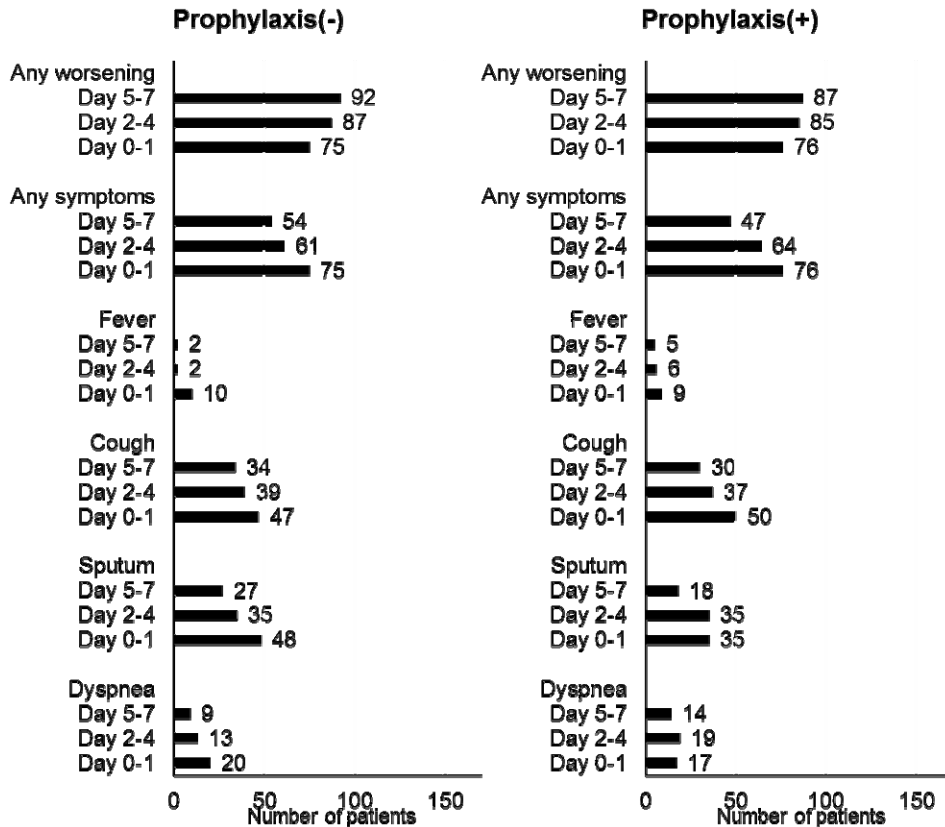 Prophylaxis(-)
Any worsening
Day 5-7 92
Day 2-4 87
Day 0-1 75
Any symptoms
Day 5-7 54
Day 2-4 61
Day 0-1 75
Fever
Day 5-7 2
Day 2-4 2
Day 0-1 10
Cough
Day 5-7 34
Day 2-4 39
Day 0-1 47
Sputum
Day 5-7 27
Day 2-4 35
Day 0-1 48
Dyspnea
Day 5-7 9
Day 2-4 13
Day 0-1 20
0 50 100 150
Number of patients
Prophylaxis(+)
Any worsening
Day 5-7 87
Day 2-4 85
Day 0-1 76
Any symptoms
Day 5-7 47
Day 2-4 64
Day 0-1 76
Fever
Day 5-7 5
Day 2-4 6
Day 0-1 9
Cough
Day 5-7 30
Day 2-4 37
Day 0-1 50
Sputum
Day 5-7 18
Day 2-4 35
Day 0-1 35
Dyspnea
Day 5-7 14
Day 2-4 19
Day 0-1 17
0 50 100 150
Number of patients